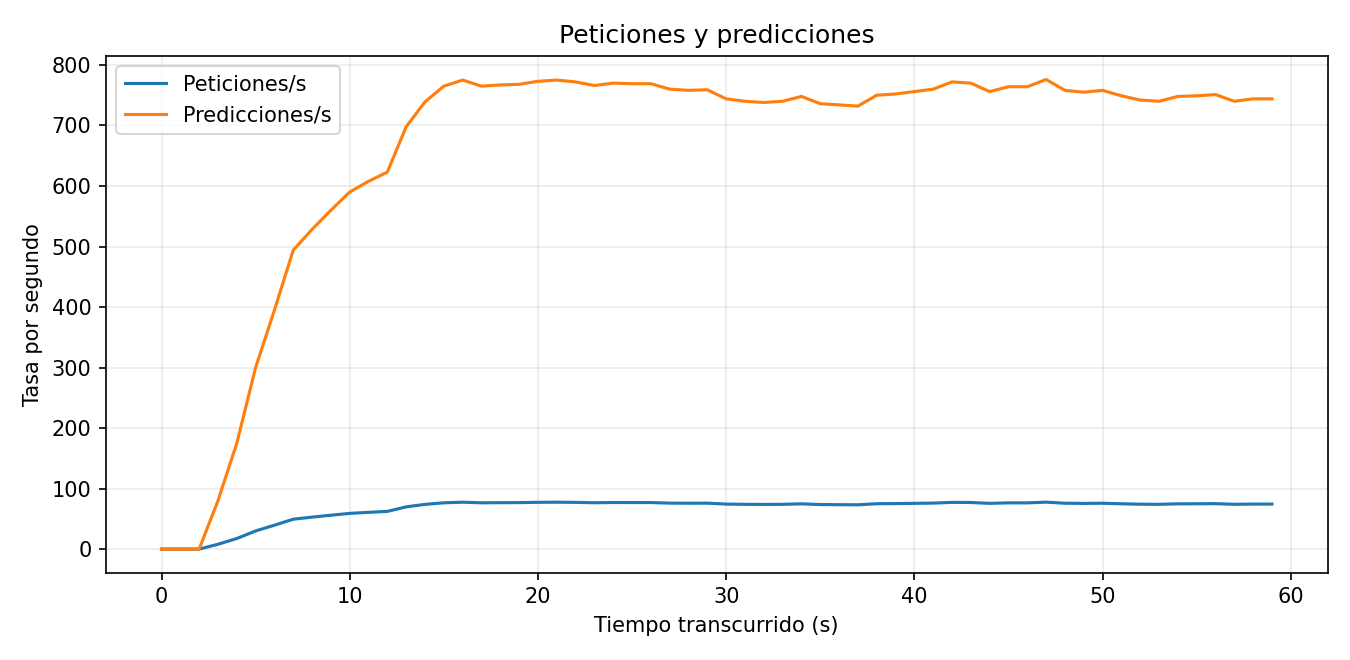 Peticiones y predicciones
Peticiones/s
Predicciones/s
Tasa por segundo
800
700
600
500
400
300
200
100
0
0 10 20 30 40 50 60
Tiempo transcurrido (s)